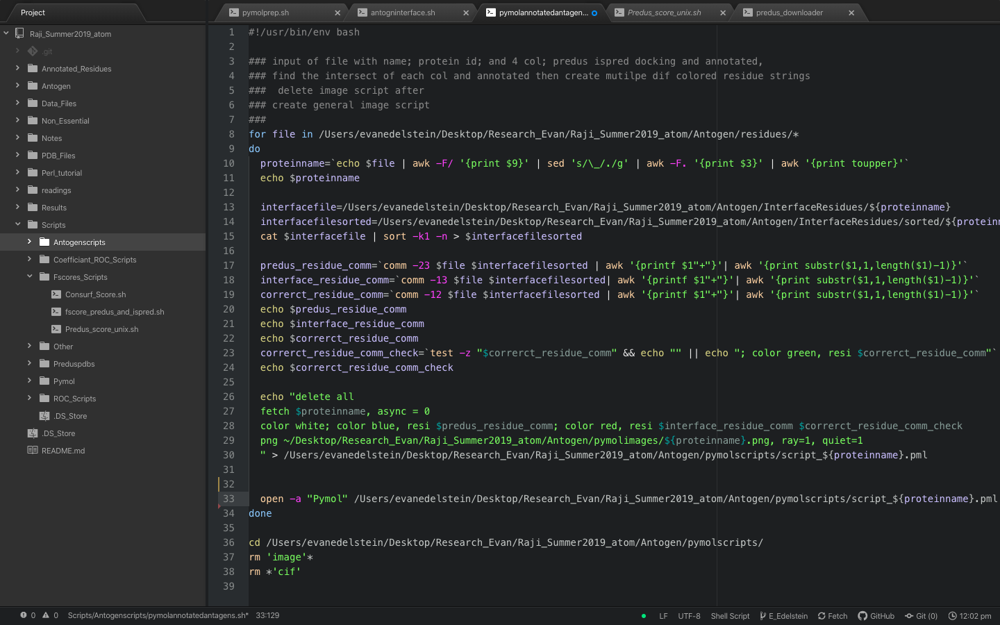 Project
pymolprep.sh
antogninterface.sh
pymolannotatedantagen...
Predus_score_unix.sh
predus_downloader
Raji_Summer2019_atom
.git
Annotated_Residues
Antogen
Data_Files
Non_Essential
Notes
PDB_Files
Perl_tutorial
readings
Results
Scripts
Antogenscripts
Coefficiant_ROC_Scripts
Fscores_Scripts
Consurf_Score.sh
fscore_predus_and_ispred.sh
Predus_score_unix.sh
Other
Preduspdbs
Pymol
ROC_Scripts
.DS_Store
.DS_Store
README.md
1 #!/usr/bin/env bash
2
3 ### input of file with name; protein id; and 4 col; predus ispred docking and annotated,
4 ### find the intersect of each col and annotated then create mutilpe dif colored residue strings
5 ###  delete image script after
6 ### create general image script
7 ###
8 for file in /Users/evanedelstein/Desktop/Research_Evan/Raji_Summer2019_atom/Antogen/residues/*
9 do
10   proteinname=`echo $file | awk -F/ '{print $9}' | sed 's/\_/./g' | awk -F. '{print $3}' | awk '{print toupper}'`
11   echo $proteinname
12
13   interfacefile=/Users/evanedelstein/Desktop/Research_Evan/Raji_Summer2019_atom/Antogen/InterfaceResidues/${proteinname}
14   interfacefilesorted=/Users/evanedelstein/Desktop/Research_Evan/Raji_Summer2019_atom/Antogen/InterfaceResidues/sorted/${protein
15   cat $interfacefile | sort -k1 -n > $interfacefilesorted
16
17   predus_residue_comm=`comm -23 $file $interfacefilesorted | awk '{printf $1"+"}'| awk '{print substr($1,1,length($1)-1)}'`
18   interface_residue_comm=`comm -13 $file $interfacefilesorted| awk '{printf $1"+"}'| awk '{print substr($1,1,length($1)-1)}'`
19   correrct_residue_comm=`comm -12 $file $interfacefilesorted | awk '{printf $1"+"}'| awk '{print substr($1,1,length($1)-1)}'`
20   echo $predus_residue_comm
21   echo $interface_residue_comm
22   echo $correrct_residue_comm
23   correrct_residue_comm_check=`test -z "$correrct_residue_comm" && echo "" || echo "; color green, resi $correrct_residue_comm"`
24   echo $correrct_residue_comm_check
25
26   echo "delete all
27   fetch $proteinname, async = 0
28   color white; color blue, resi $predus_residue_comm; color red, resi $interface_residue_comm $correrct_residue_comm_check
29   png ~/Desktop/Research_Evan/Raji_Summer2019_atom/Antogen/pymolimages/${proteinname}.png, ray=1, quiet=1
30   " > /Users/evanedelstein/Desktop/Research_Evan/Raji_Summer2019_atom/Antogen/pymolscripts/script_${proteinname}.pml
31
32
33   open -a "Pymol" /Users/evanedelstein/Desktop/Research_Evan/Raji_Summer2019_atom/Antogen/pymolscripts/script_${proteinname}.pml
34 done
35
36 cd /Users/evanedelstein/Desktop/Research_Evan/Raji_Summer2019_atom/Antogen/pymolscripts/
37 rm 'image'*
38 rm *'cif'
39
0 0 Scripts/Antogenscripts/pymolannotatedantagens.sh* 33:129 LF UTF-8 Shell Script E_Edelstein Fetch GitHub Git (0) 12:02 pm